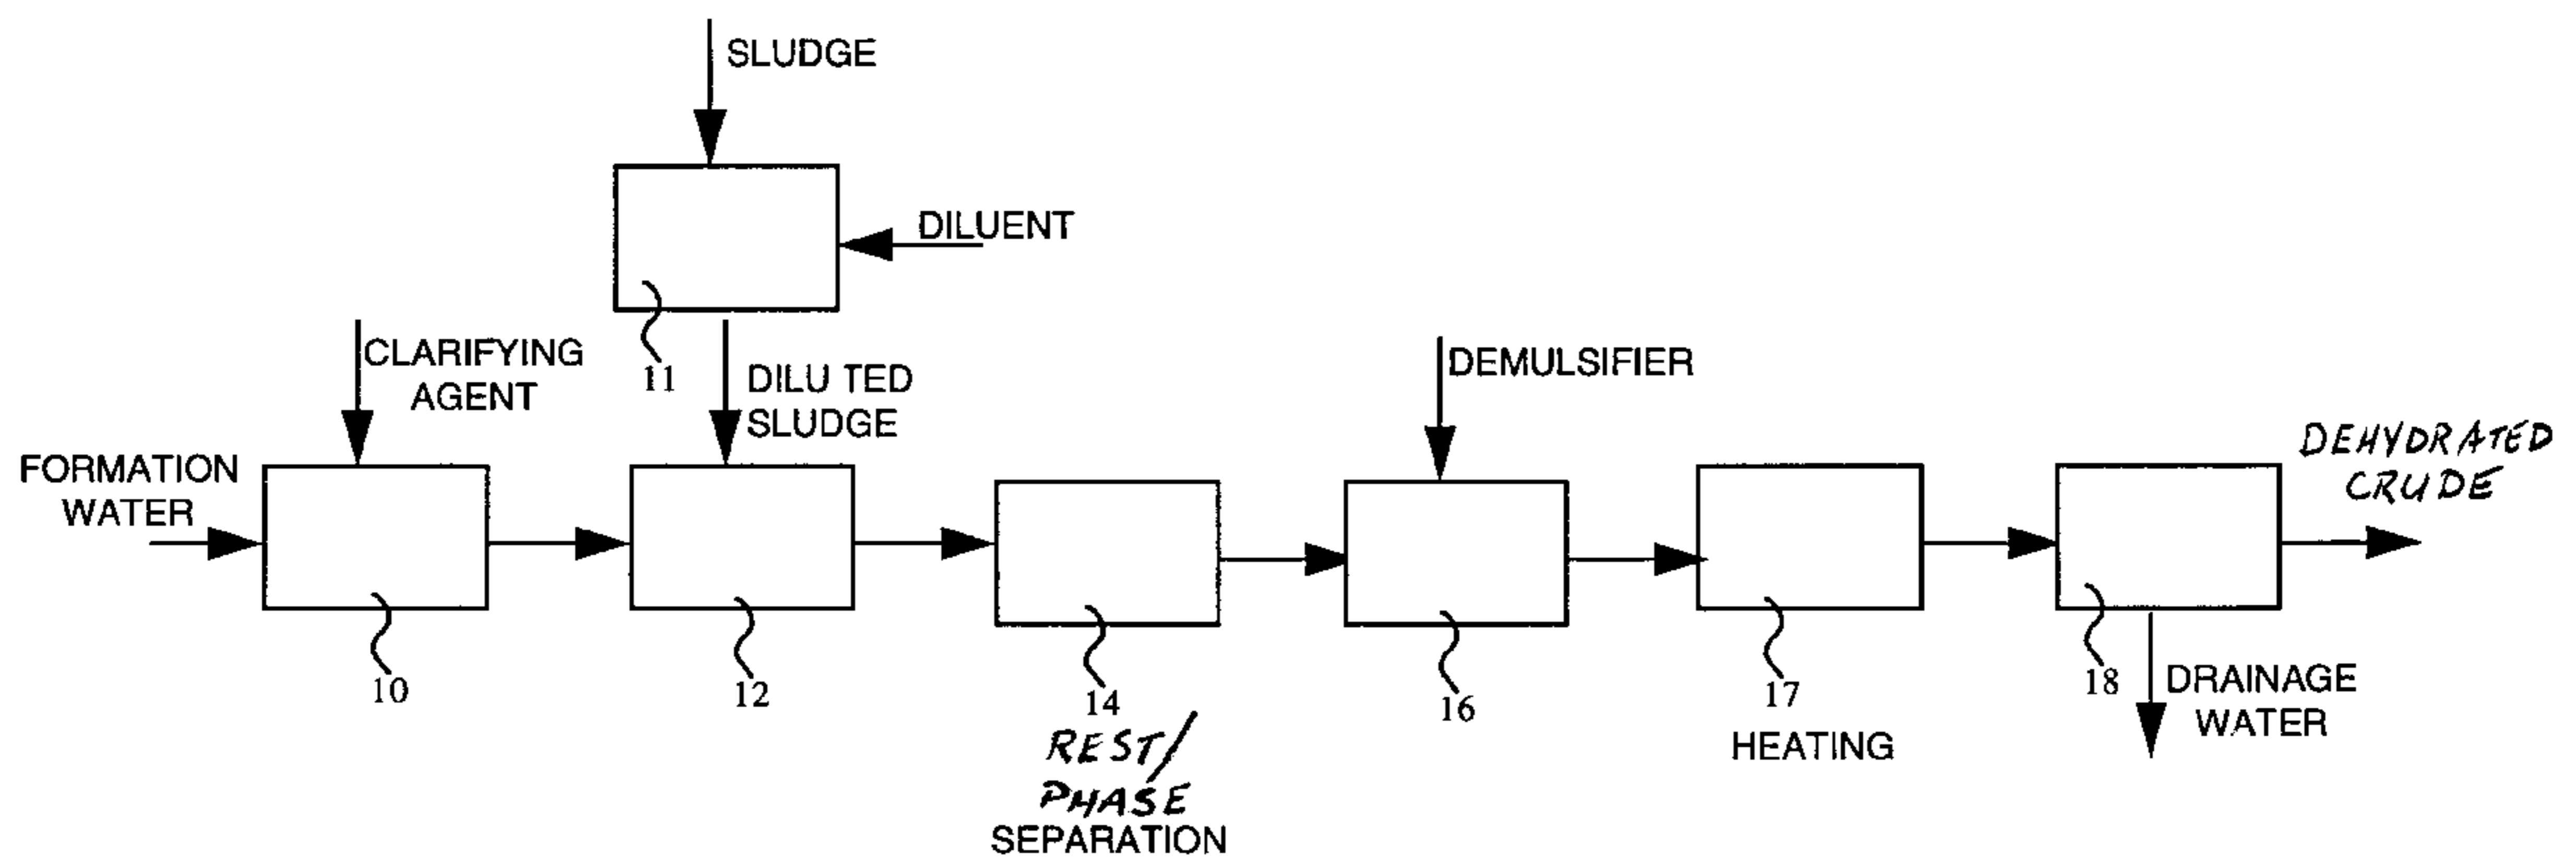 SLUDGE
DILUENT
11
CLARIFYING
AGENT
DILU TED
SLUDGE
DEMULSIFIER
FORMATION
WATER
DEHYDRATED
CRUDE
10
12
14
16
17
18
REST/
PHASE
SEPARATION
HEATING
DRAINAGE
WATER